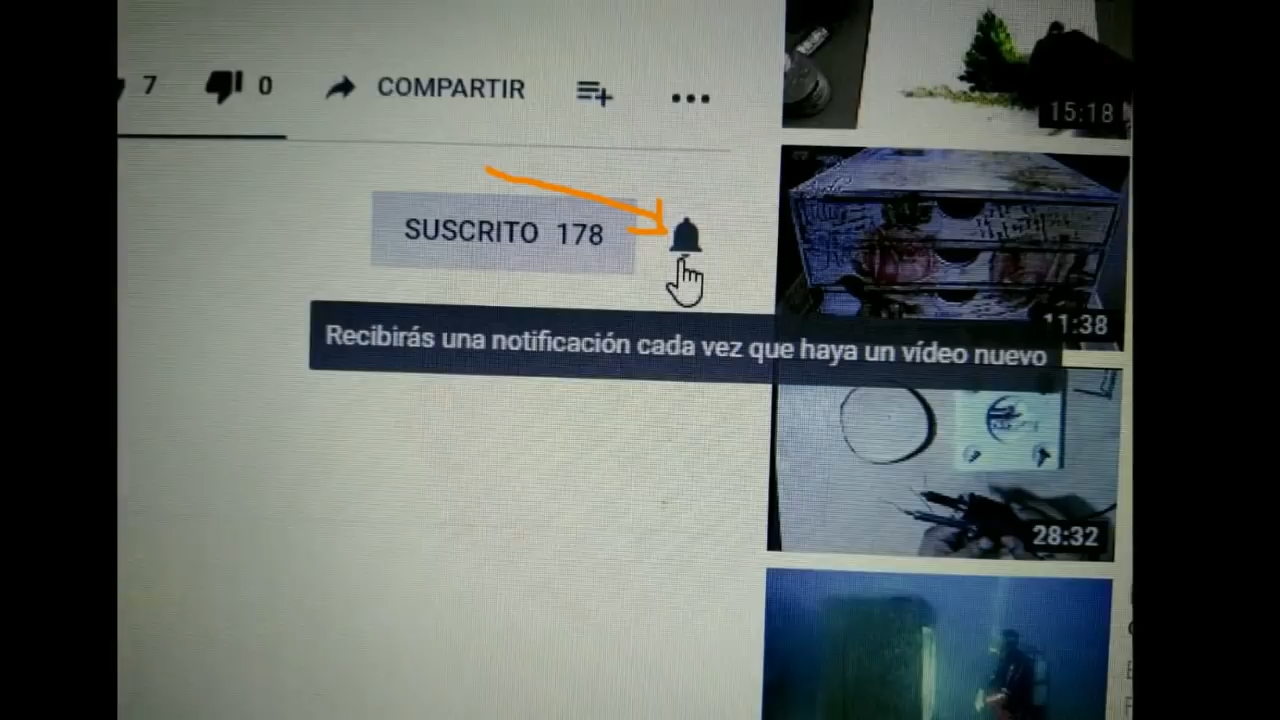 7 0 COMPARTIR
15:18
SUSCRITO 178
11:38
Recibirás una notificación cada vez que haya un vídeo nuevo
28:32